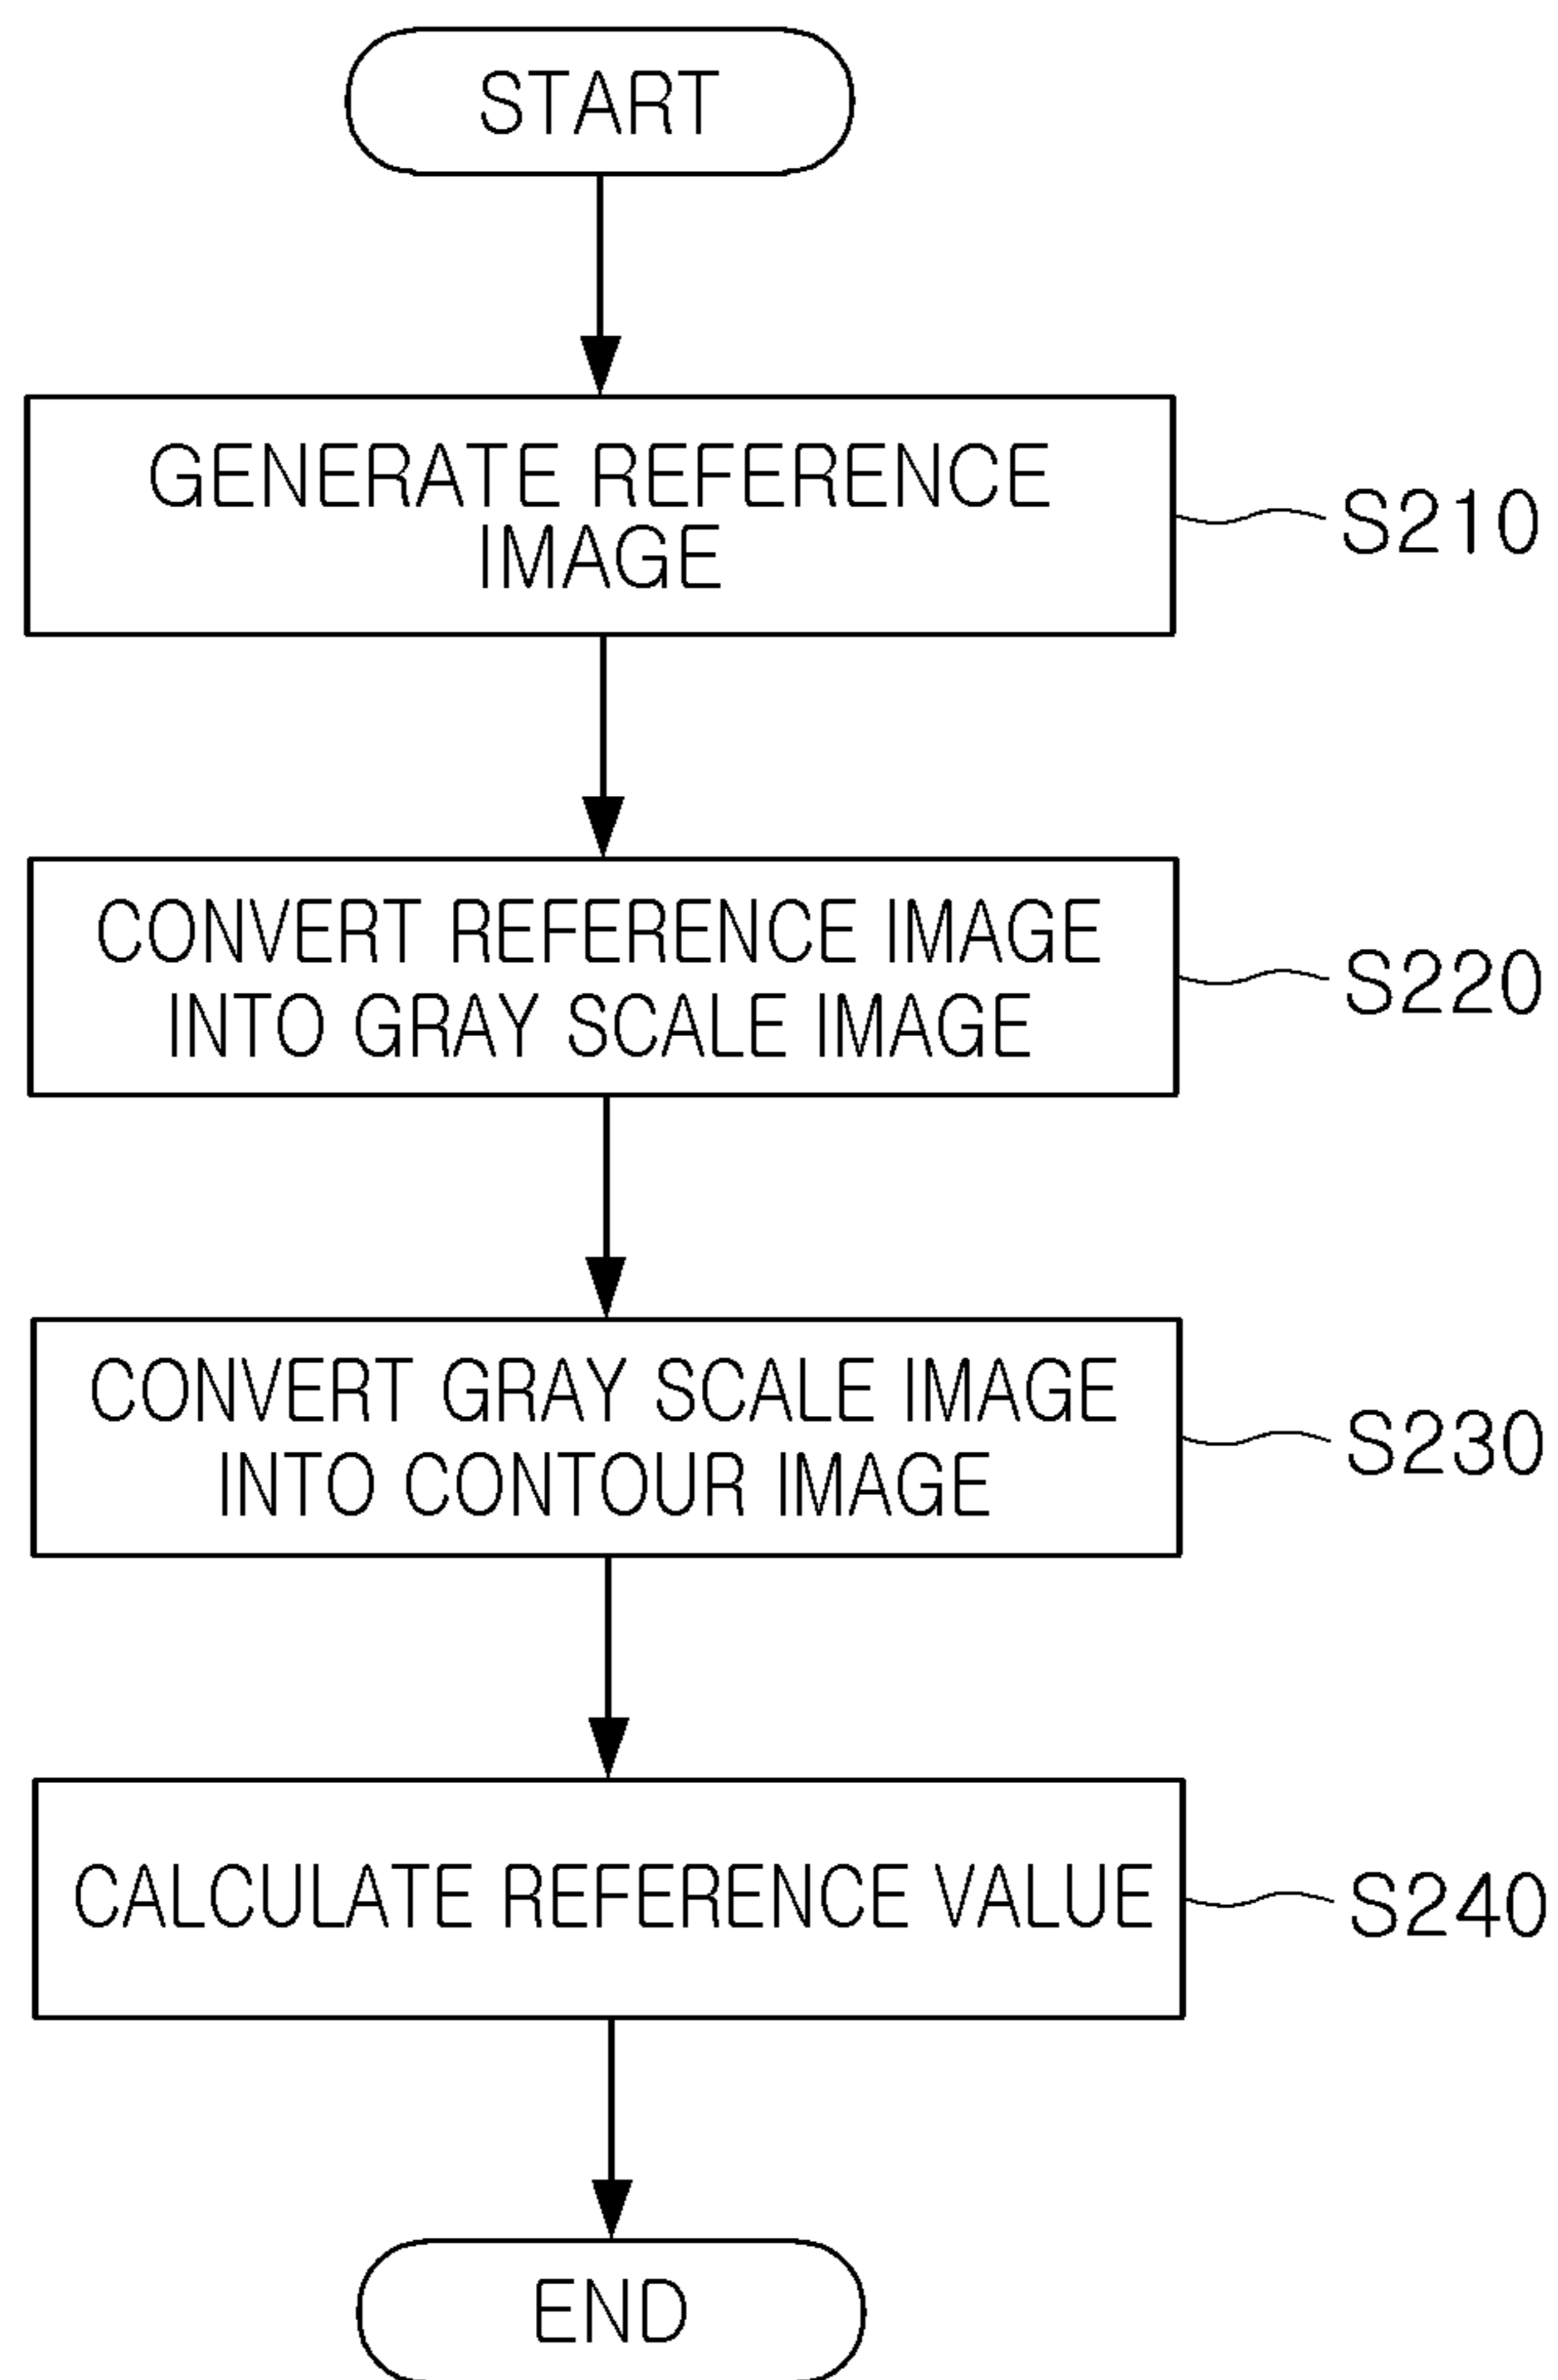 START
GENERATE REFERENCE
IMAGE
S210
CONVERT REFERENCE IMAGE
INTO GRAY SCALE IMAGE
S220
CONVERT GRAY SCALE IMAGE
INTO CONTOUR IMAGE
S230
CALCULATE REFERENCE VALUE
S240
END